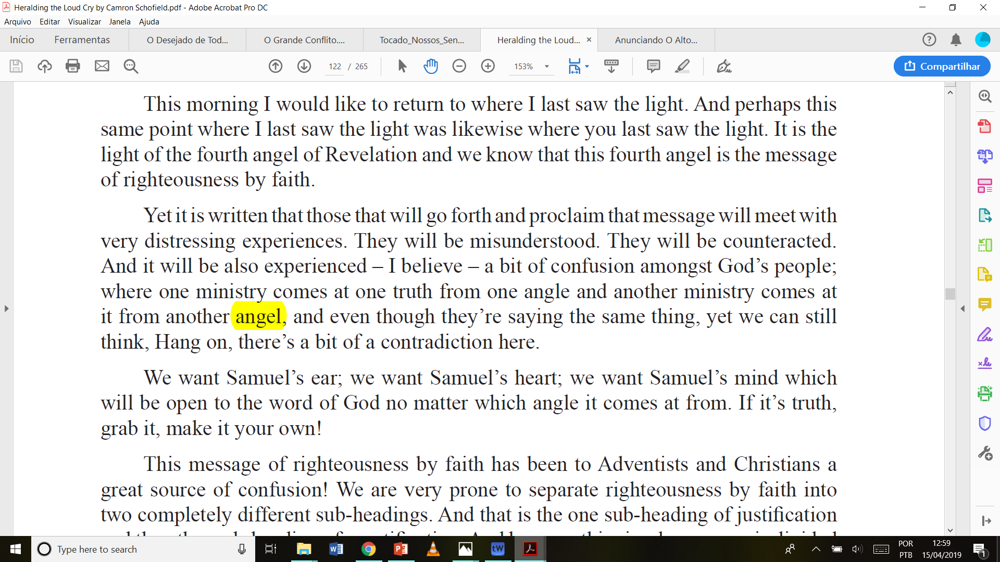 Heralding the Loud Cry by Camron Schofield.pdf - Adobe Acrobat Pro DC
Arquivo Editar Visualizar Janela Ajuda
Início Ferramentas O Desejado de Tod... O Grande Conflito.... Tocado_Nossos_Sen... Heralding the Loud... × Anunciando O Alto...
122 / 265 153% Compartilhar
This morning I would like to return to where I last saw the light. And perhaps this
same point where I last saw the light was likewise where you last saw the light. It is the
light of the fourth angel of Revelation and we know that this fourth angel is the message
of righteousness by faith.
Yet it is written that those that will go forth and proclaim that message will meet with
very distressing experiences. They will be misunderstood. They will be counteracted.
And it will be also experienced – I believe – a bit of confusion amongst God’s people;
where one ministry comes at one truth from one angle and another ministry comes at
it from another angel, and even though they’re saying the same thing, yet we can still
think, Hang on, there’s a bit of a contradiction here.
We want Samuel’s ear; we want Samuel’s heart; we want Samuel’s mind which
will be open to the word of God no matter which angle it comes at from. If it’s truth,
grab it, make it your own!
This message of righteousness by faith has been to Adventists and Christians a
great source of confusion! We are very prone to separate righteousness by faith into
two completely different sub-headings. And that is the one sub-heading of justification
Type here to search
tW
POR
PTB
12:59
15/04/2019
1